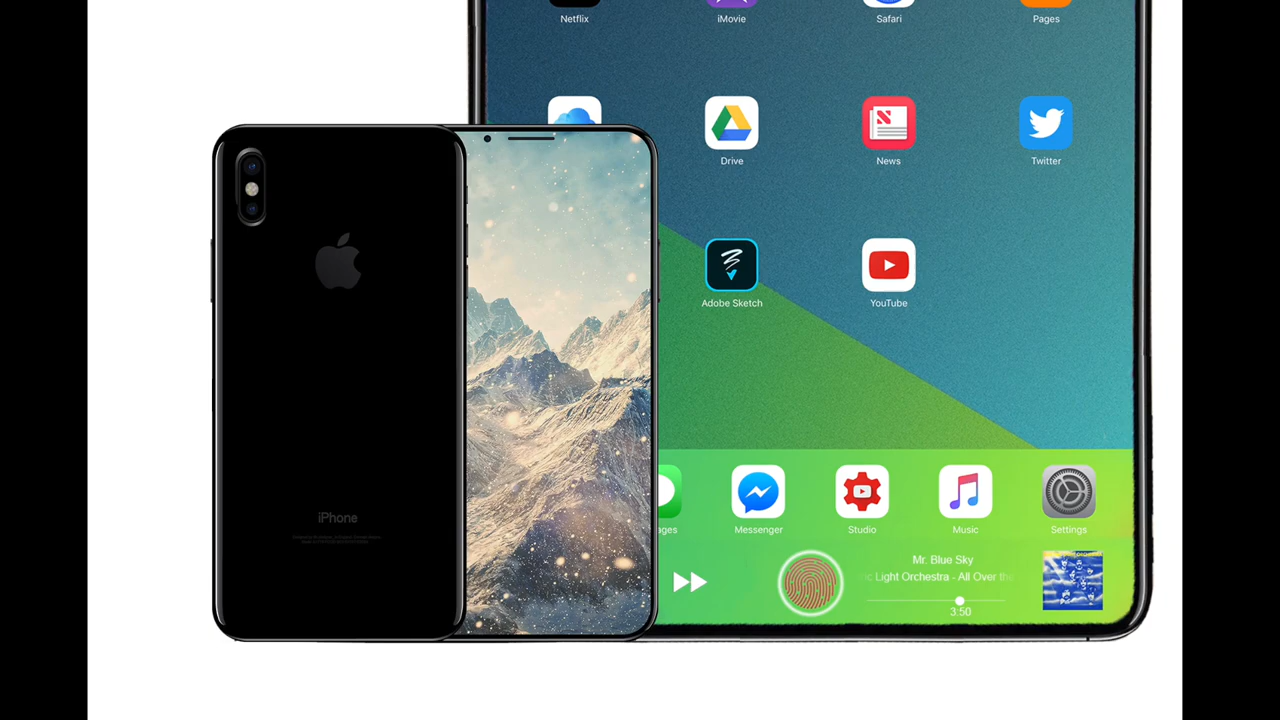 Netflix
iMovie
Safari
Pages
Drive
News
Twitter
Adobe Sketch
YouTube
iPhone
ages
Messenger
Studio
Music
Settings
Mr. Blue Sky
Light Orchestra - All Over the
3:50